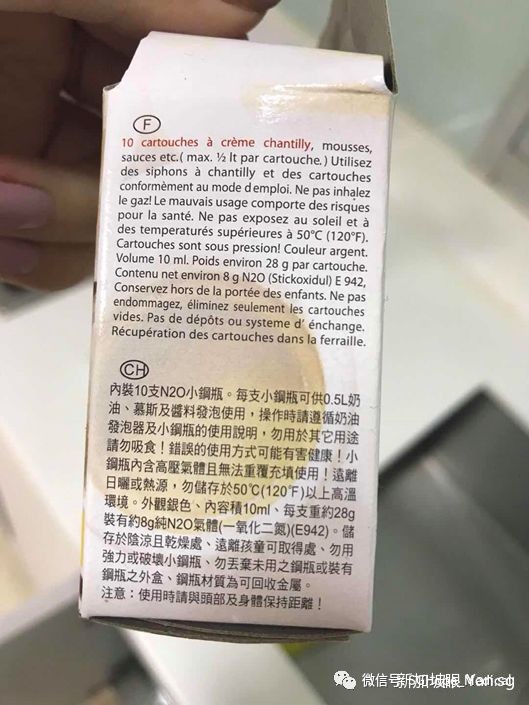 F
10 cartouches à crème chantilly, mousses,
sauces etc.( max. ½ lt par cartouche.) Utilisez
des siphons à chantilly et des cartouches
conformément au mode d emploi. Ne pas inhalez
le gaz! Le mauvais usage comporte des risques
pour la santé. Ne pas exposez au soleil et à
des temperaturés supérieures à 50°C (120°F).
Cartouches sont sous pression! Couleur argent.
Volume 10 ml. Poids environ 28 g par cartouche.
Contenu net environ 8 g N2O (Stickoxidul) E 942,
Conservez hors de la portée des enfants. Ne pas
endommagez, éliminez seulement les cartouches
vides. Pas de dépôts ou systeme d' énchange.
Récupération des cartouches dans la ferraille.
CH
內裝10支N2O小鋼瓶。每支小鋼瓶可供0.5L奶
油、慕斯及醬料發泡使用，操作時請遵循奶油
發泡器及小鋼瓶的使用說明，勿用於其它用途
請勿吸食！錯誤的使用方式可能有害健康！小
鋼瓶內含高壓氣體且無法重覆充填使用！遠離
日曬或熱源，勿儲存於50℃(120℉)以上高溫
環境。外觀銀色、內容積10ml、每支重約28g
裝有約8g純N2O氣體(一氧化二氮)(E942)。儲
存於陰涼且乾燥處、遠離孩童可取得處、勿用
強力或破壞小鋼瓶、勿丟棄未用之鋼瓶或裝有
鋼瓶之外盒、鋼瓶材質為可回收金屬。
注意：使用時請與頭部及身體保持距離！
微信号: Yan_sg